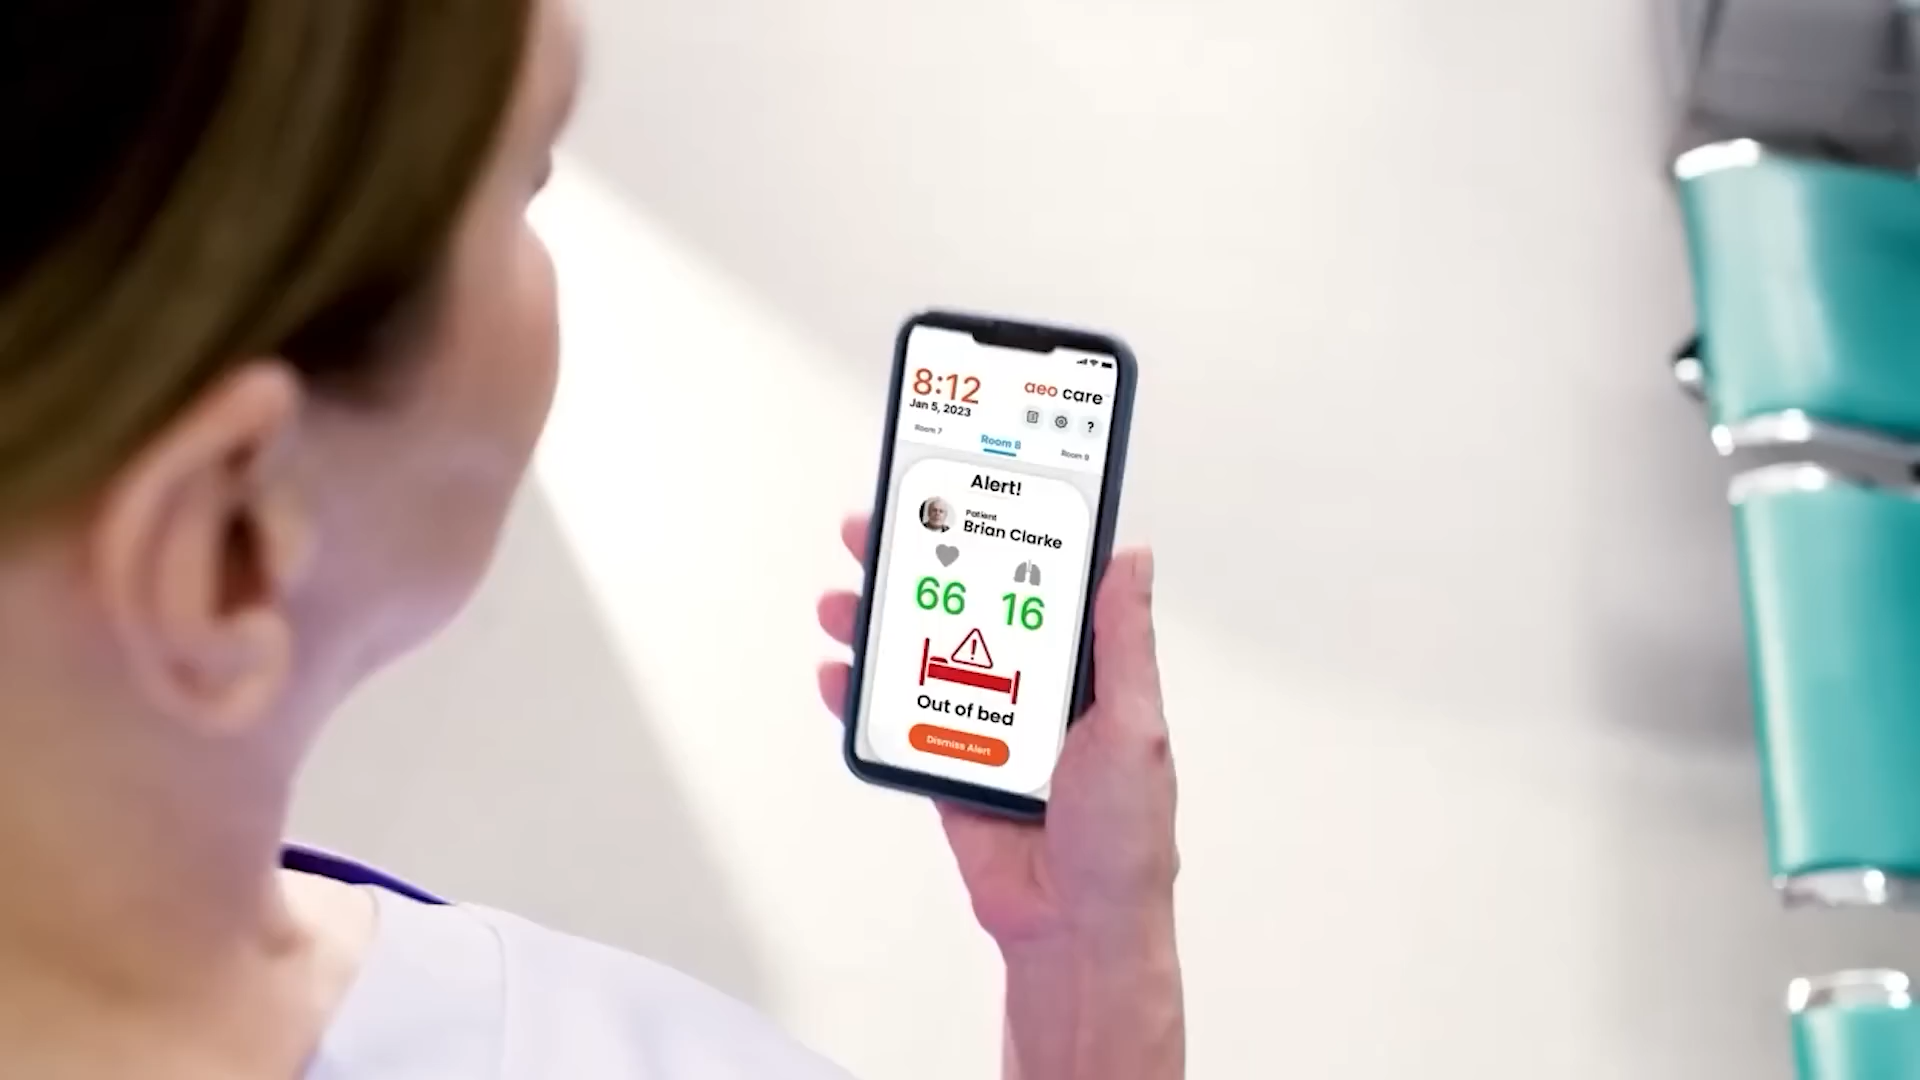 8:12
aeo care
Jan 5, 2023
?
Room 7
Room 8
Room 9
Alert!
Patient
Brian Clarke
66
16
Out of bed
Dismiss Alert